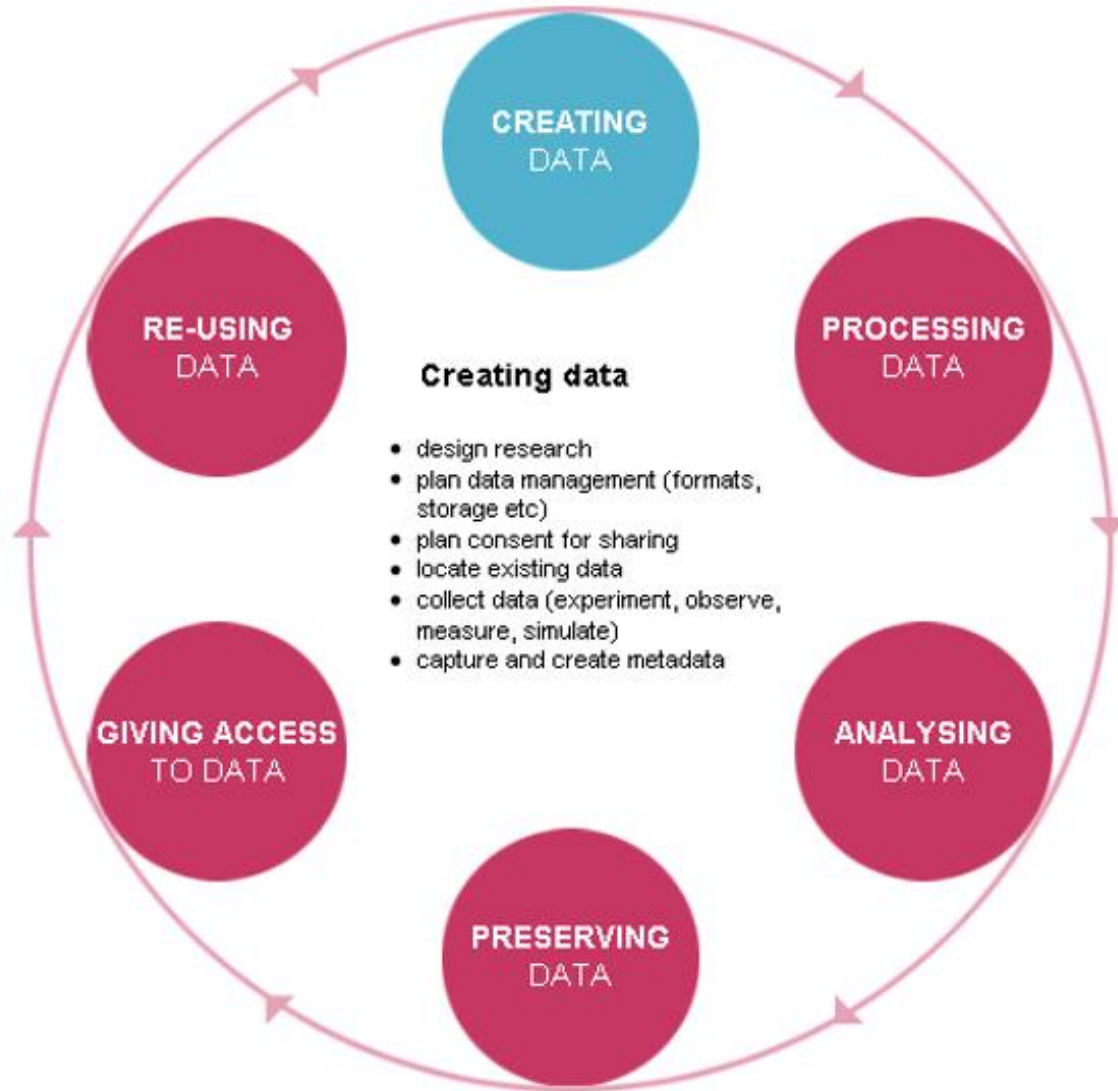 CREATING
DATA
PROCESSING
DATA
ANALYSING
DATA
PRESERVING
DATA
GIVING ACCESS
TO DATA
RE-USING
DATA
Creating data
• design research
• plan data management (formats,
storage etc)
• plan consent for sharing
• locate existing data
• collect data (experiment, observe,
measure, simulate)
• capture and create metadata